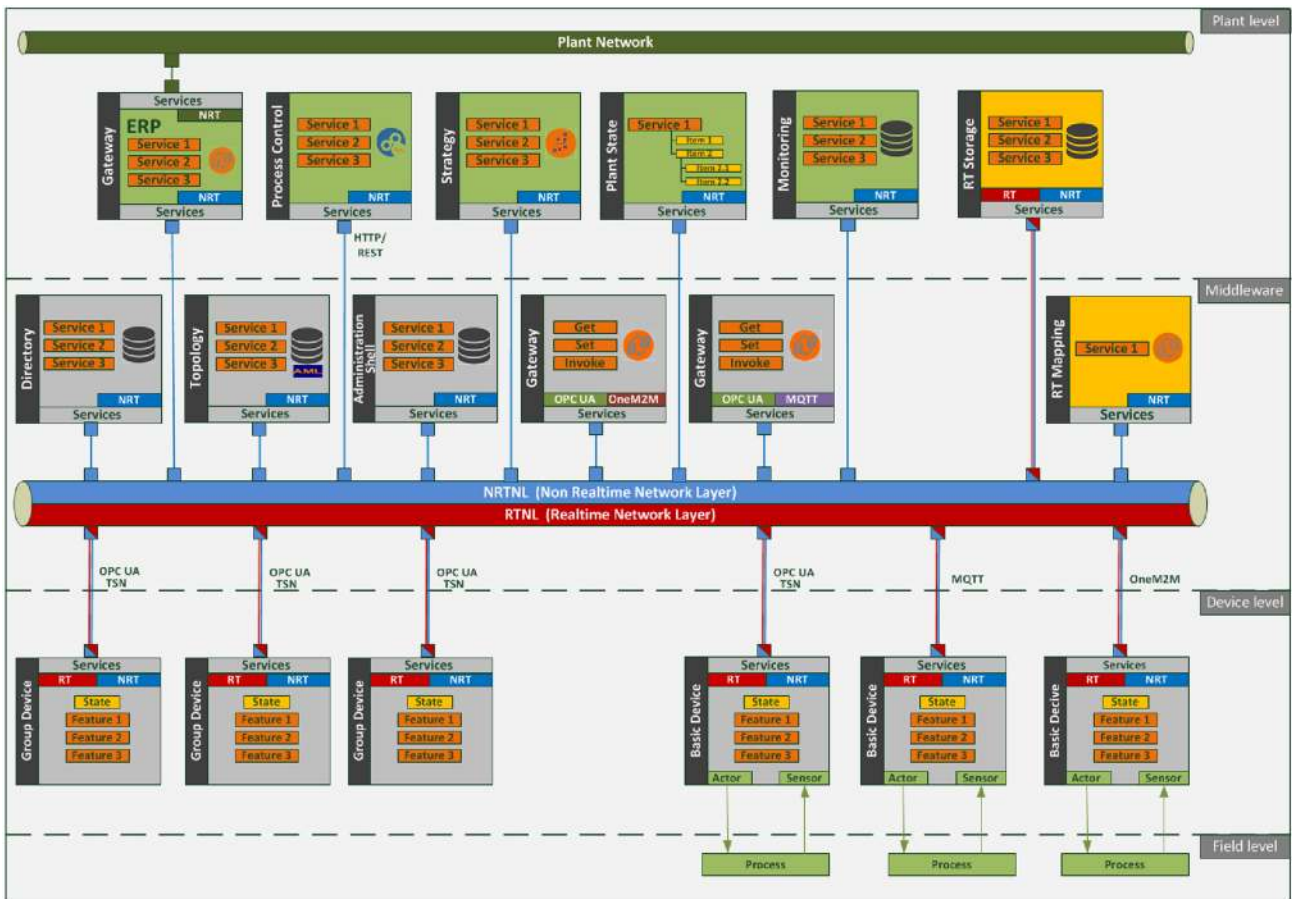 Plant level
Plant Network
Gateway
Services
NRT
ERP
Service 1
Service 2
Service 3
NRT
Services
Process Control
Service 1
Service 2
Service 3
NRT
Services
HTTP/
REST
Strategy
Service 1
Service 2
Service 3
NRT
Services
Plant State
Service 1
Item 1
Item 2
Item 2.1
Item 2.2
NRT
Services
Monitoring
Service 1
Service 2
Service 3
NRT
Services
RT Storage
Service 1
Service 2
Service 3
RT
NRT
Services
Middleware
Directory
Service 1
Service 2
Service 3
NRT
Services
Topology
Service 1
Service 2
Service 3
AML
NRT
Services
Administration
Shell
Service 1
Service 2
Service 3
NRT
Services
Gateway
Get
Set
Invoke
OPC UA
OneM2M
Services
Gateway
Get
Set
Invoke
OPC UA
MQTT
Services
RT Mapping
Service 1
NRT
Services
NRTNL (Non Realtime Network Layer)
RTNL (Realtime Network Layer)
OPC UA
TSN
OPC UA
TSN
OPC UA
TSN
OPC UA
TSN
MQTT
OneM2M
Device level
Group Device
Services
RT
NRT
State
Feature 1
Feature 2
Feature 3
Group Device
Services
RT
NRT
State
Feature 1
Feature 2
Feature 3
Group Device
Services
RT
NRT
State
Feature 1
Feature 2
Feature 3
Basic Device
Services
RT
NRT
State
Feature 1
Feature 2
Feature 3
Actor
Sensor
Basic Device
Services
RT
NRT
State
Feature 1
Feature 2
Feature 3
Actor
Sensor
Basic Decive
Services
RT
NRT
State
Feature 1
Feature 2
Feature 3
Actor
Sensor
Field level
Process
Process
Process